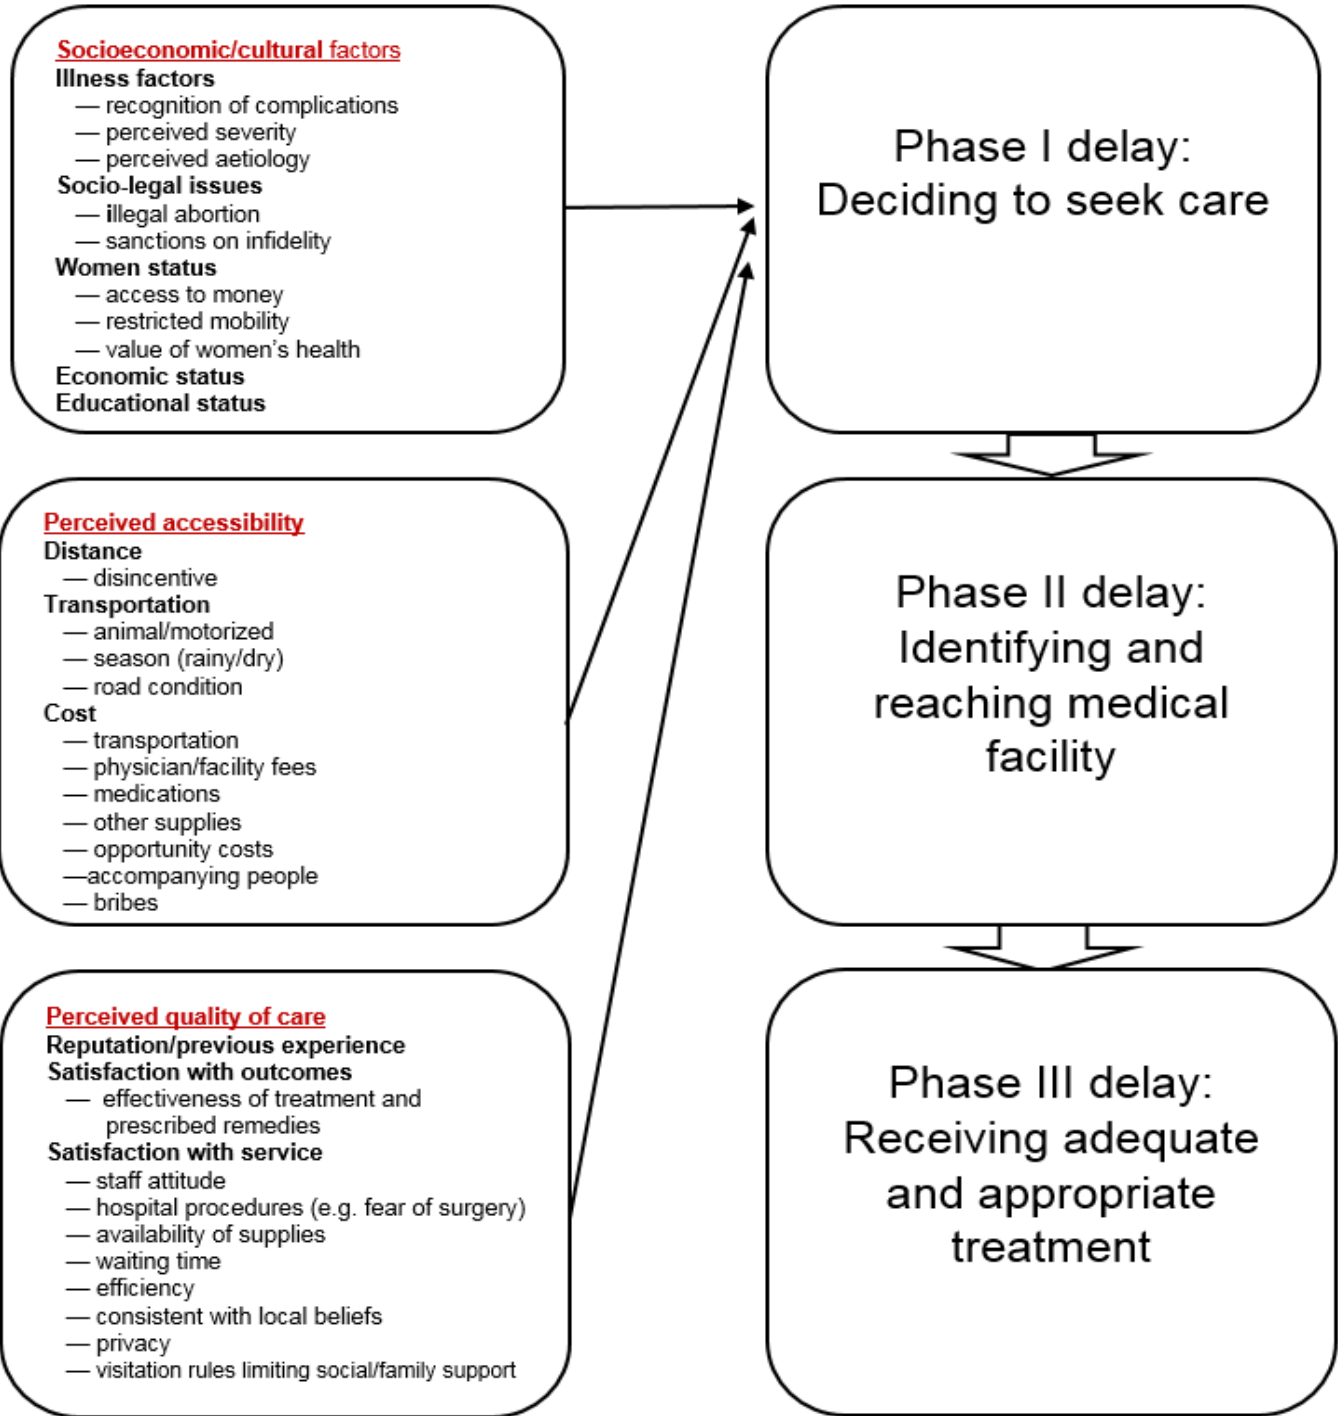 Socioeconomic/cultural factors
Illness factors
— recognition of complications
— perceived severity
— perceived aetiology
Socio-legal issues
— illegal abortion
— sanctions on infidelity
Women status
— access to money
— restricted mobility
— value of women's health
Economic status
Educational status
Phase I delay:
Deciding to seek care
Perceived accessibility
Distance
— disincentive
Transportation
— animal/motorized
— season (rainy/dry)
— road condition
Cost
— transportation
— physician/facility fees
— medications
— other supplies
— opportunity costs
—accompanying people
— bribes
Phase II delay:
Identifying and
reaching medical
facility
Perceived quality of care
Reputation/previous experience
Satisfaction with outcomes
— effectiveness of treatment and
prescribed remedies
Satisfaction with service
— staff attitude
— hospital procedures (e.g. fear of surgery)
— availability of supplies
— waiting time
— efficiency
— consistent with local beliefs
— privacy
— visitation rules limiting social/family support
Phase III delay:
Receiving adequate
and appropriate
treatment